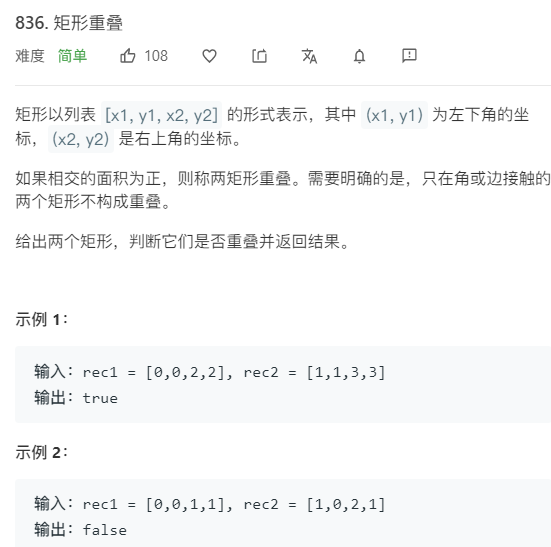 836. 矩形重叠
难度 简单 108
矩形以列表 [x1, y1, x2, y2] 的形式表示，其中 (x1, y1) 为左下角的坐
标，(x2, y2) 是右上角的坐标。
如果相交的面积为正，则称两矩形重叠。需要明确的是，只在角或边接触的
两个矩形不构成重叠。
给出两个矩形，判断它们是否重叠并返回结果。
示例 1：
输入：rec1 = [0,0,2,2], rec2 = [1,1,3,3]
输出：true
示例 2：
输入：rec1 = [0,0,1,1], rec2 = [1,0,2,1]
输出：false